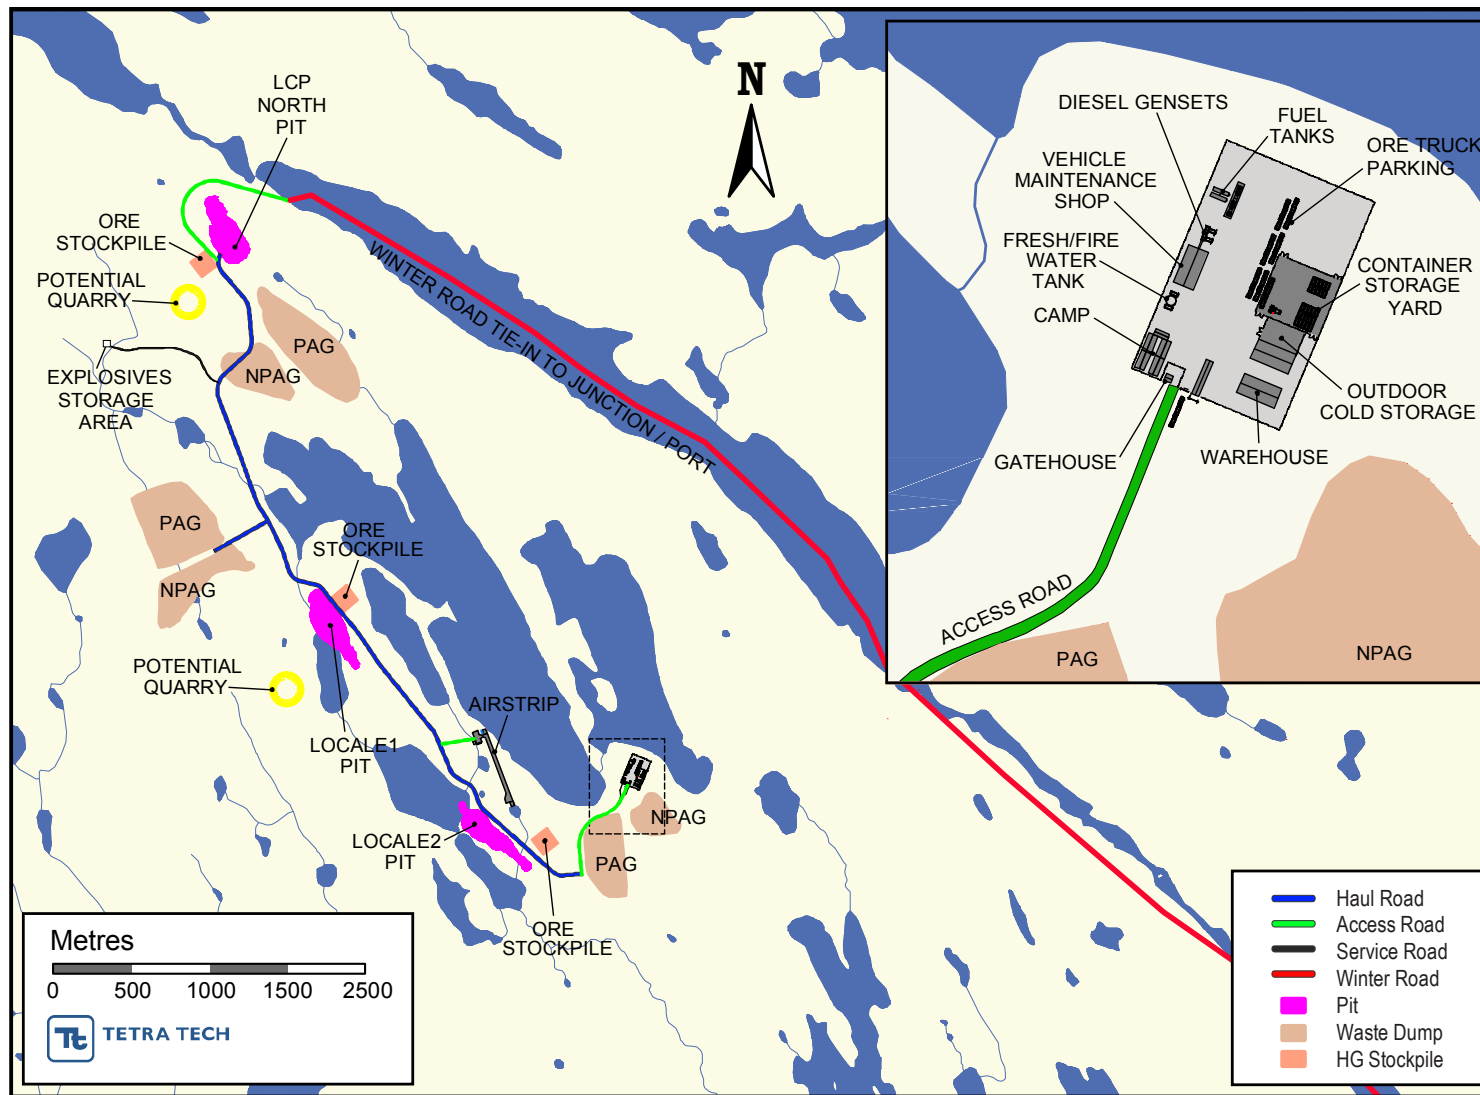 LCP
NORTH
PIT
N
ORE
STOCKPILE
POTENTIAL
QUARRY
EXPLOSIVES
STORAGE
AREA
PAG
NPAG
WINTER ROAD TIE-IN TO JUNCTION / PORT
PAG
NPAG
ORE
STOCKPILE
POTENTIAL
QUARRY
LOCALE1
PIT
AIRSTRIP
LOCALE2
PIT
NPAG
PAG
ORE
STOCKPILE
DIESEL GENSETS
FUEL
TANKS
ORE TRUCK
PARKING
VEHICLE
MAINTENANCE
SHOP
FRESH/FIRE
WATER
TANK
CAMP
CONTAINER
STORAGE
YARD
OUTDOOR
COLD STORAGE
GATEHOUSE
WAREHOUSE
ACCESS ROAD
PAG
NPAG
Metres
0 500 1000 1500 2500
Tt TETRA TECH
Haul Road
Access Road
Service Road
Winter Road
Pit
Waste Dump
HG Stockpile